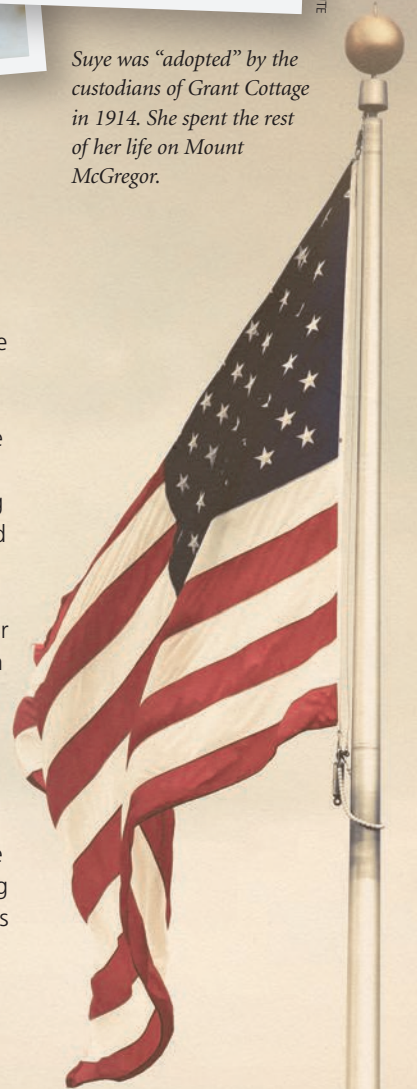 TE
Suye was “adopted” by the
custodians of Grant Cottage
in 1914. She spent the rest
of her life on Mount
McGregor.